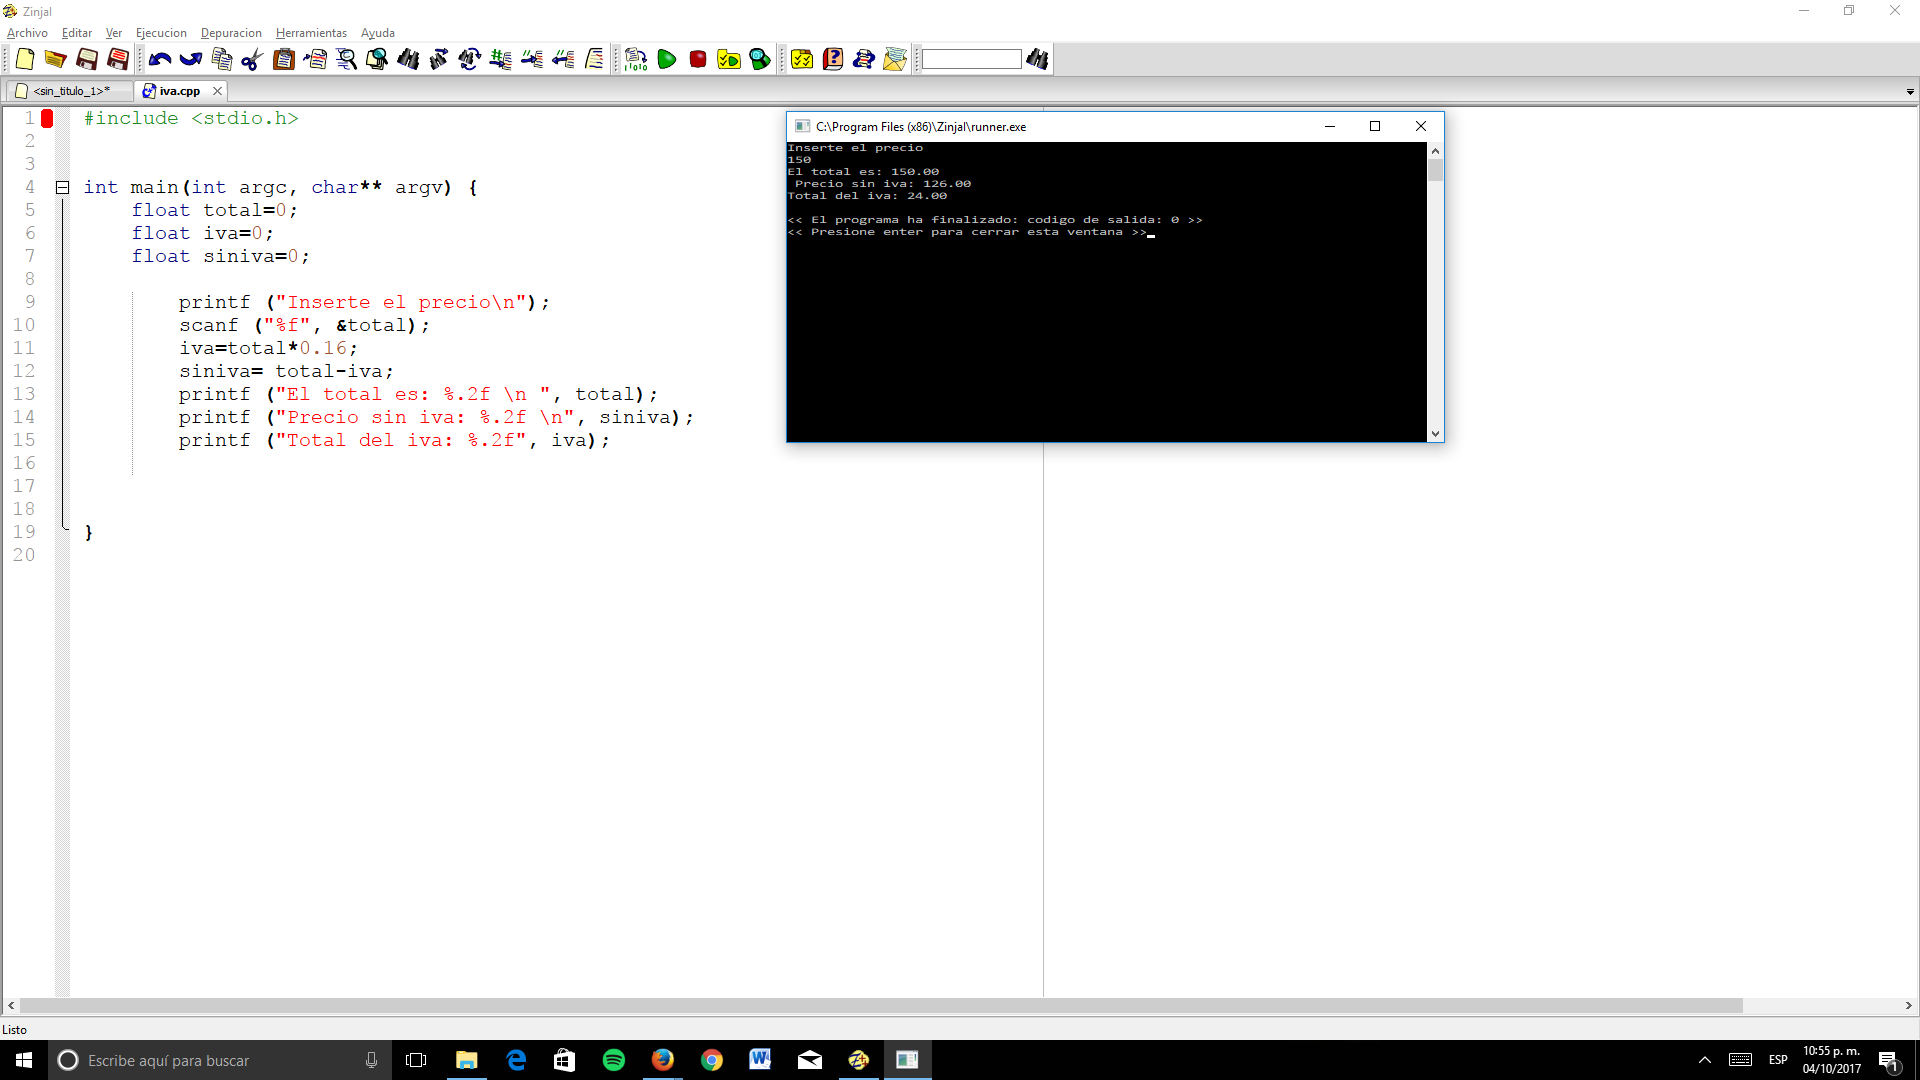 Zinjal
Archivo Editar Ver Ejecucion Depuracion Herramientas Ayuda
<sin_titulo_1>* iva.cpp
1 #include <stdio.h>
2
3
4 int main(int argc, char** argv) {
5 float total=0;
6 float iva=0;
7 float siniva=0;
8
9 printf ("Inserte el precio\n");
10 scanf ("%f", &total);
11 iva=total*0.16;
12 siniva= total-iva;
13 printf ("El total es: %.2f \n ", total);
14 printf ("Precio sin iva: %.2f \n", siniva);
15 printf ("Total del iva: %.2f", iva);
16
17
18
19 }
20
C:\Program Files (x86)\Zinjal\runner.exe
Inserte el precio
150
El total es: 150.00
Precio sin iva: 126.00
Total del iva: 24.00
<< El programa ha finalizado: codigo de salida: 0 >>
<< Presione enter para cerrar esta ventana >>
Listo
Escribe aquí para buscar
ESP
10:55 p. m.
04/10/2017
1